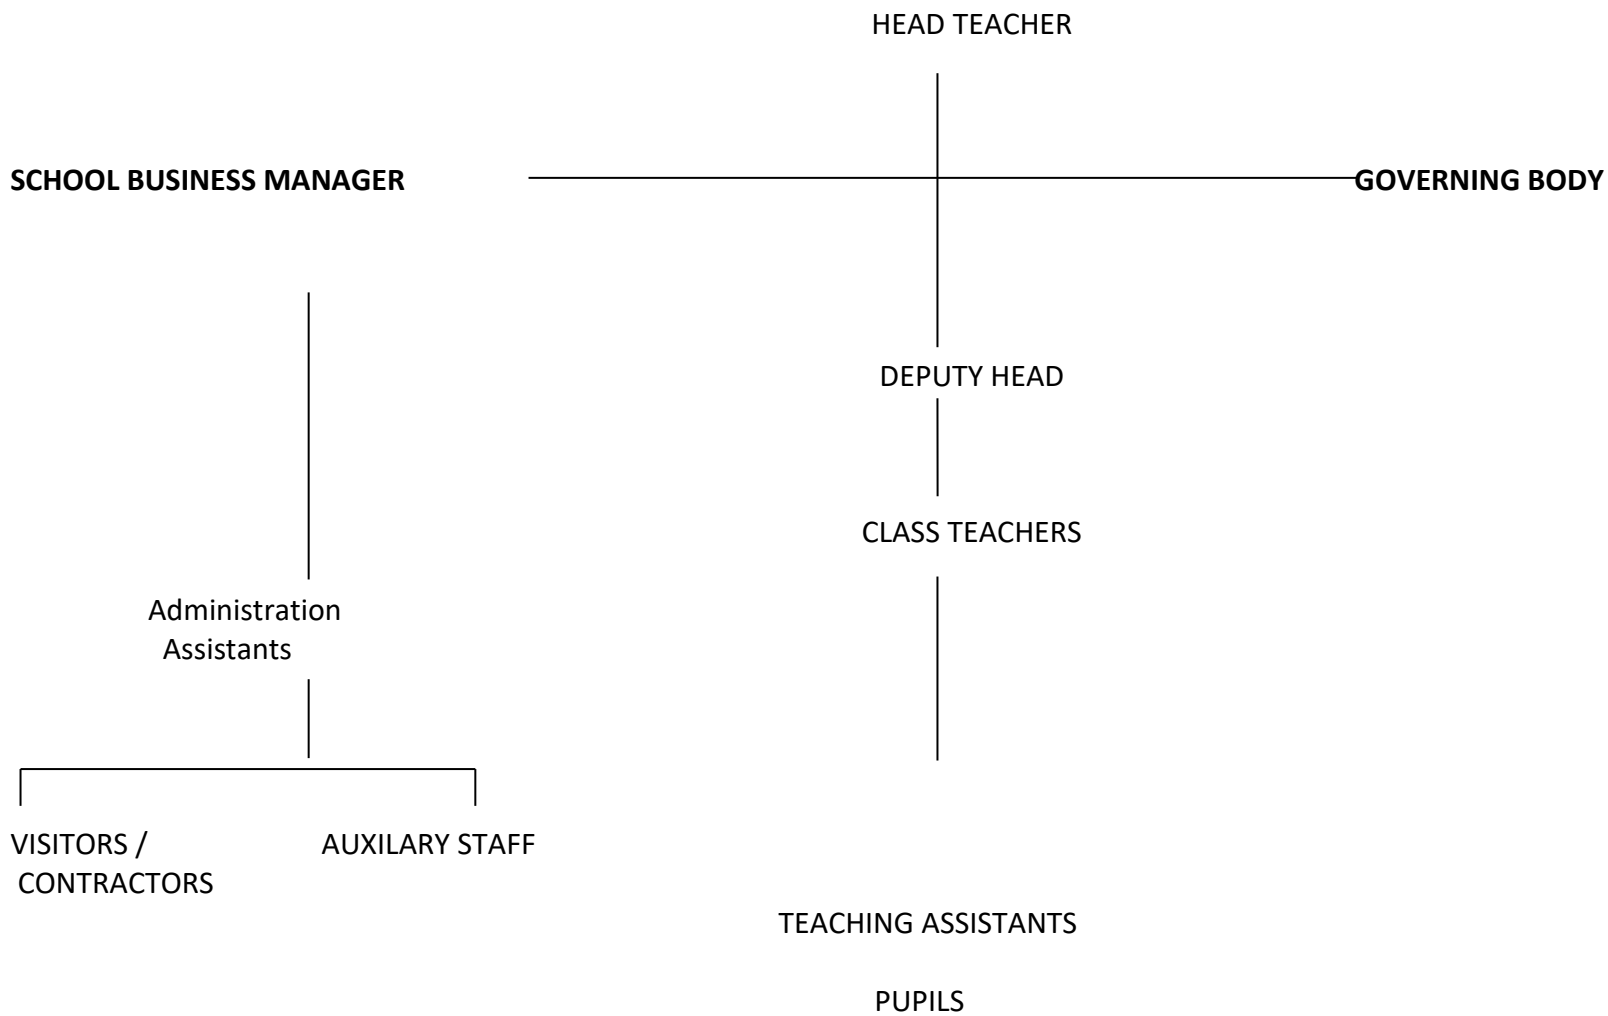 HEAD TEACHER
SCHOOL BUSINESS MANAGER
GOVERNING BODY
DEPUTY HEAD
CLASS TEACHERS
Administration
Assistants
VISITORS /
CONTRACTORS
AUXILARY STAFF
TEACHING ASSISTANTS
PUPILS